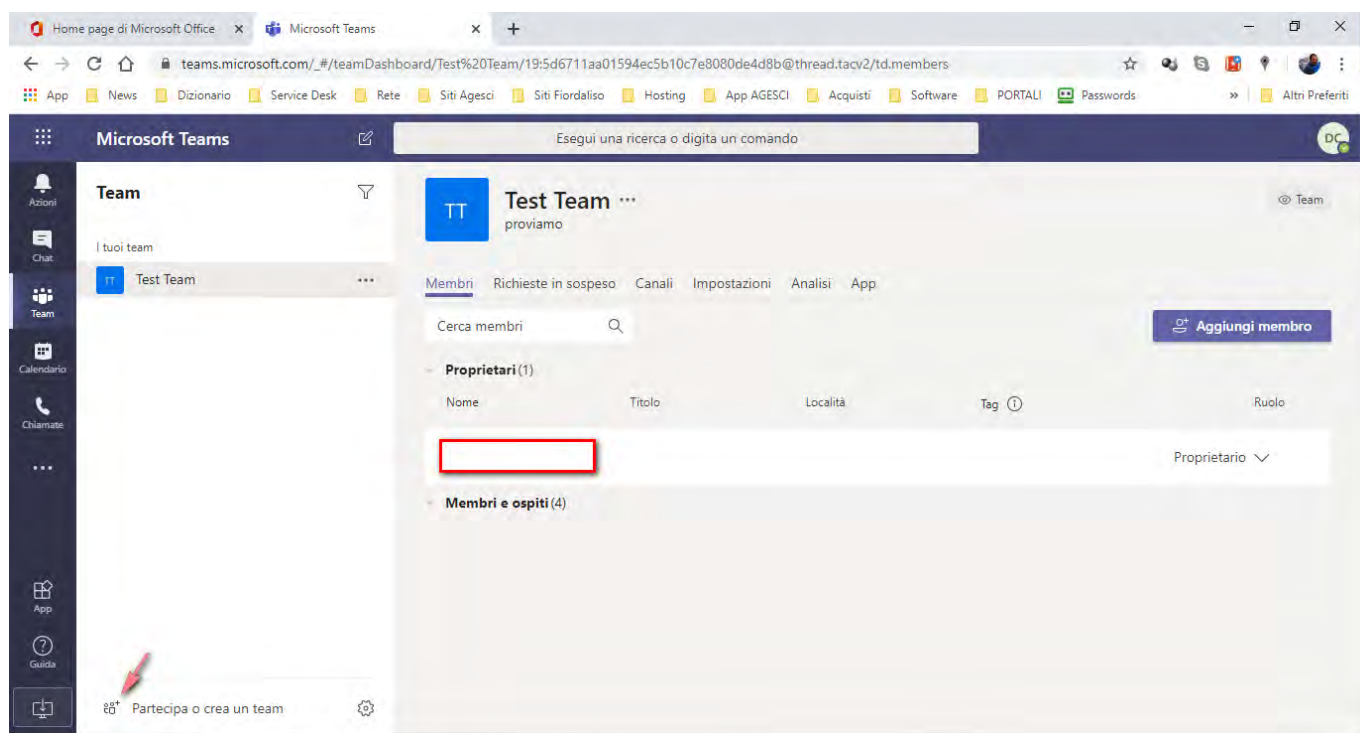 Home page di Microsoft Office
Microsoft Teams
teams.microsoft.com/_#/teamDashboard/Test%20Team/19:5d6711aa01594ec5b10c7e8080de4d8b@thread.tacv2/td.members
App News Dizionario Service Desk Rete Siti Agesci Siti Fiordaliso Hosting App AGESCI Acquisti Software PORTALI Passwords » Altri Preferiti
Microsoft Teams
Esegui una ricerca o digita un comando
DC
Azioni
Chat
Team
Calendario
Chiamate
App
Guida
Team
I tuoi team
TT Test Team
Partecipa o crea un team
TT
Test Team
proviamo
Team
Membri Richieste in sospeso Canali Impostazioni Analisi App
Cerca membri
Aggiungi membro
Proprietari (1)
Nome Titolo Località Tag Ruolo
Proprietario
Membri e ospiti (4)